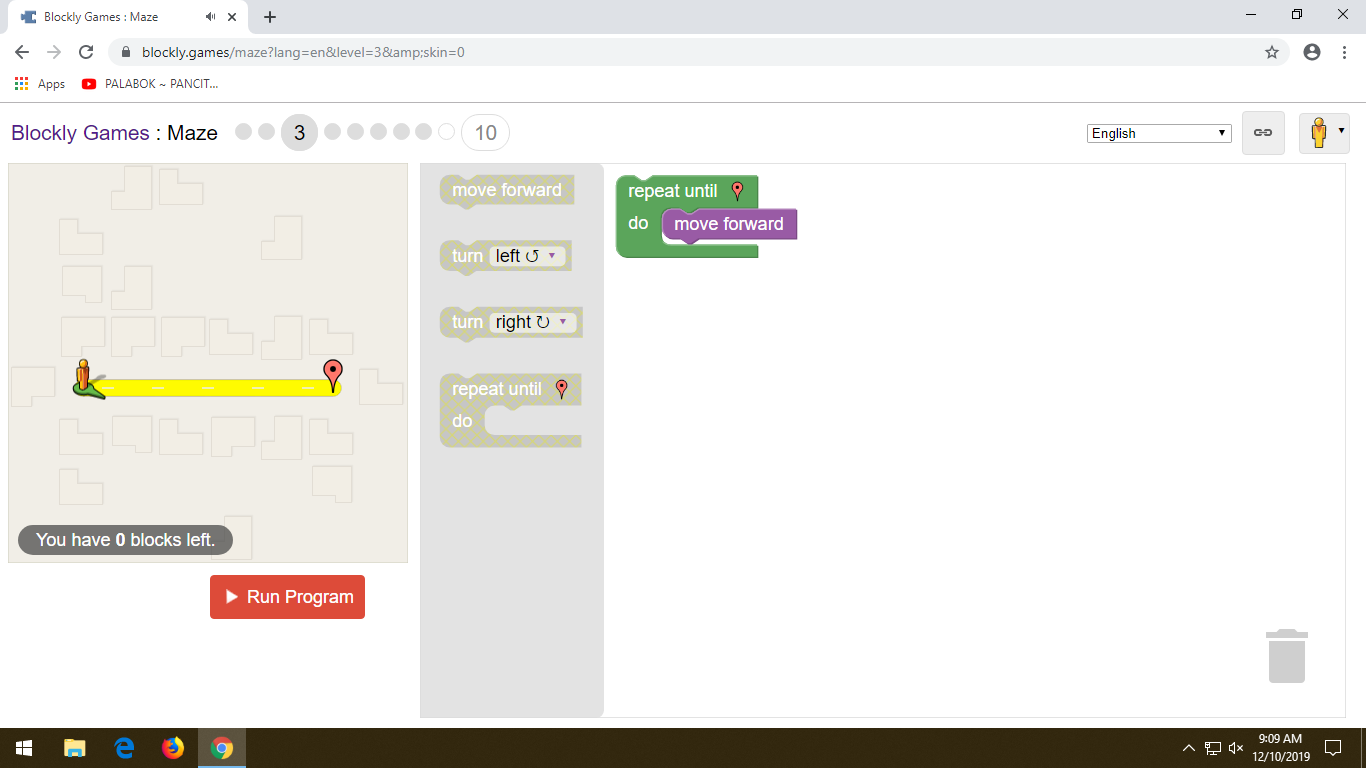 Blockly Games : Maze
blockly.games/maze?lang=en&level=3&amp;skin=0
Apps
PALABOK ~ PANCIT...
Blockly Games : Maze
3
10
English
move forward
turn left ↺ ▼
turn right ↻ ▼
repeat until
do
repeat until
do move forward
You have 0 blocks left.
Run Program
9:09 AM
12/10/2019